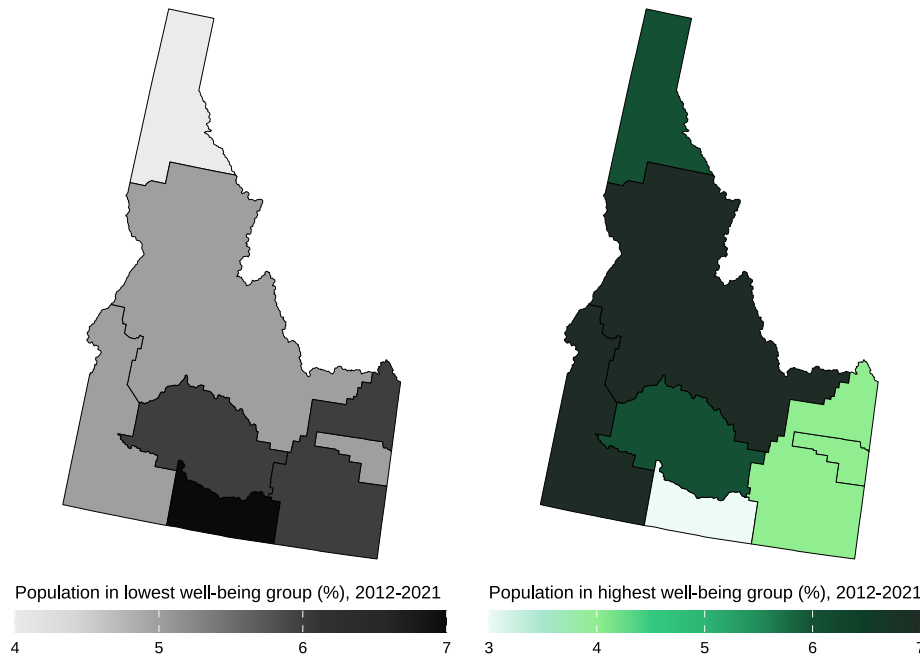 Population in lowest well-being group (%), 2012-2021
4 5 6 7
Population in highest well-being group (%), 2012-2021
3 4 5 6 7